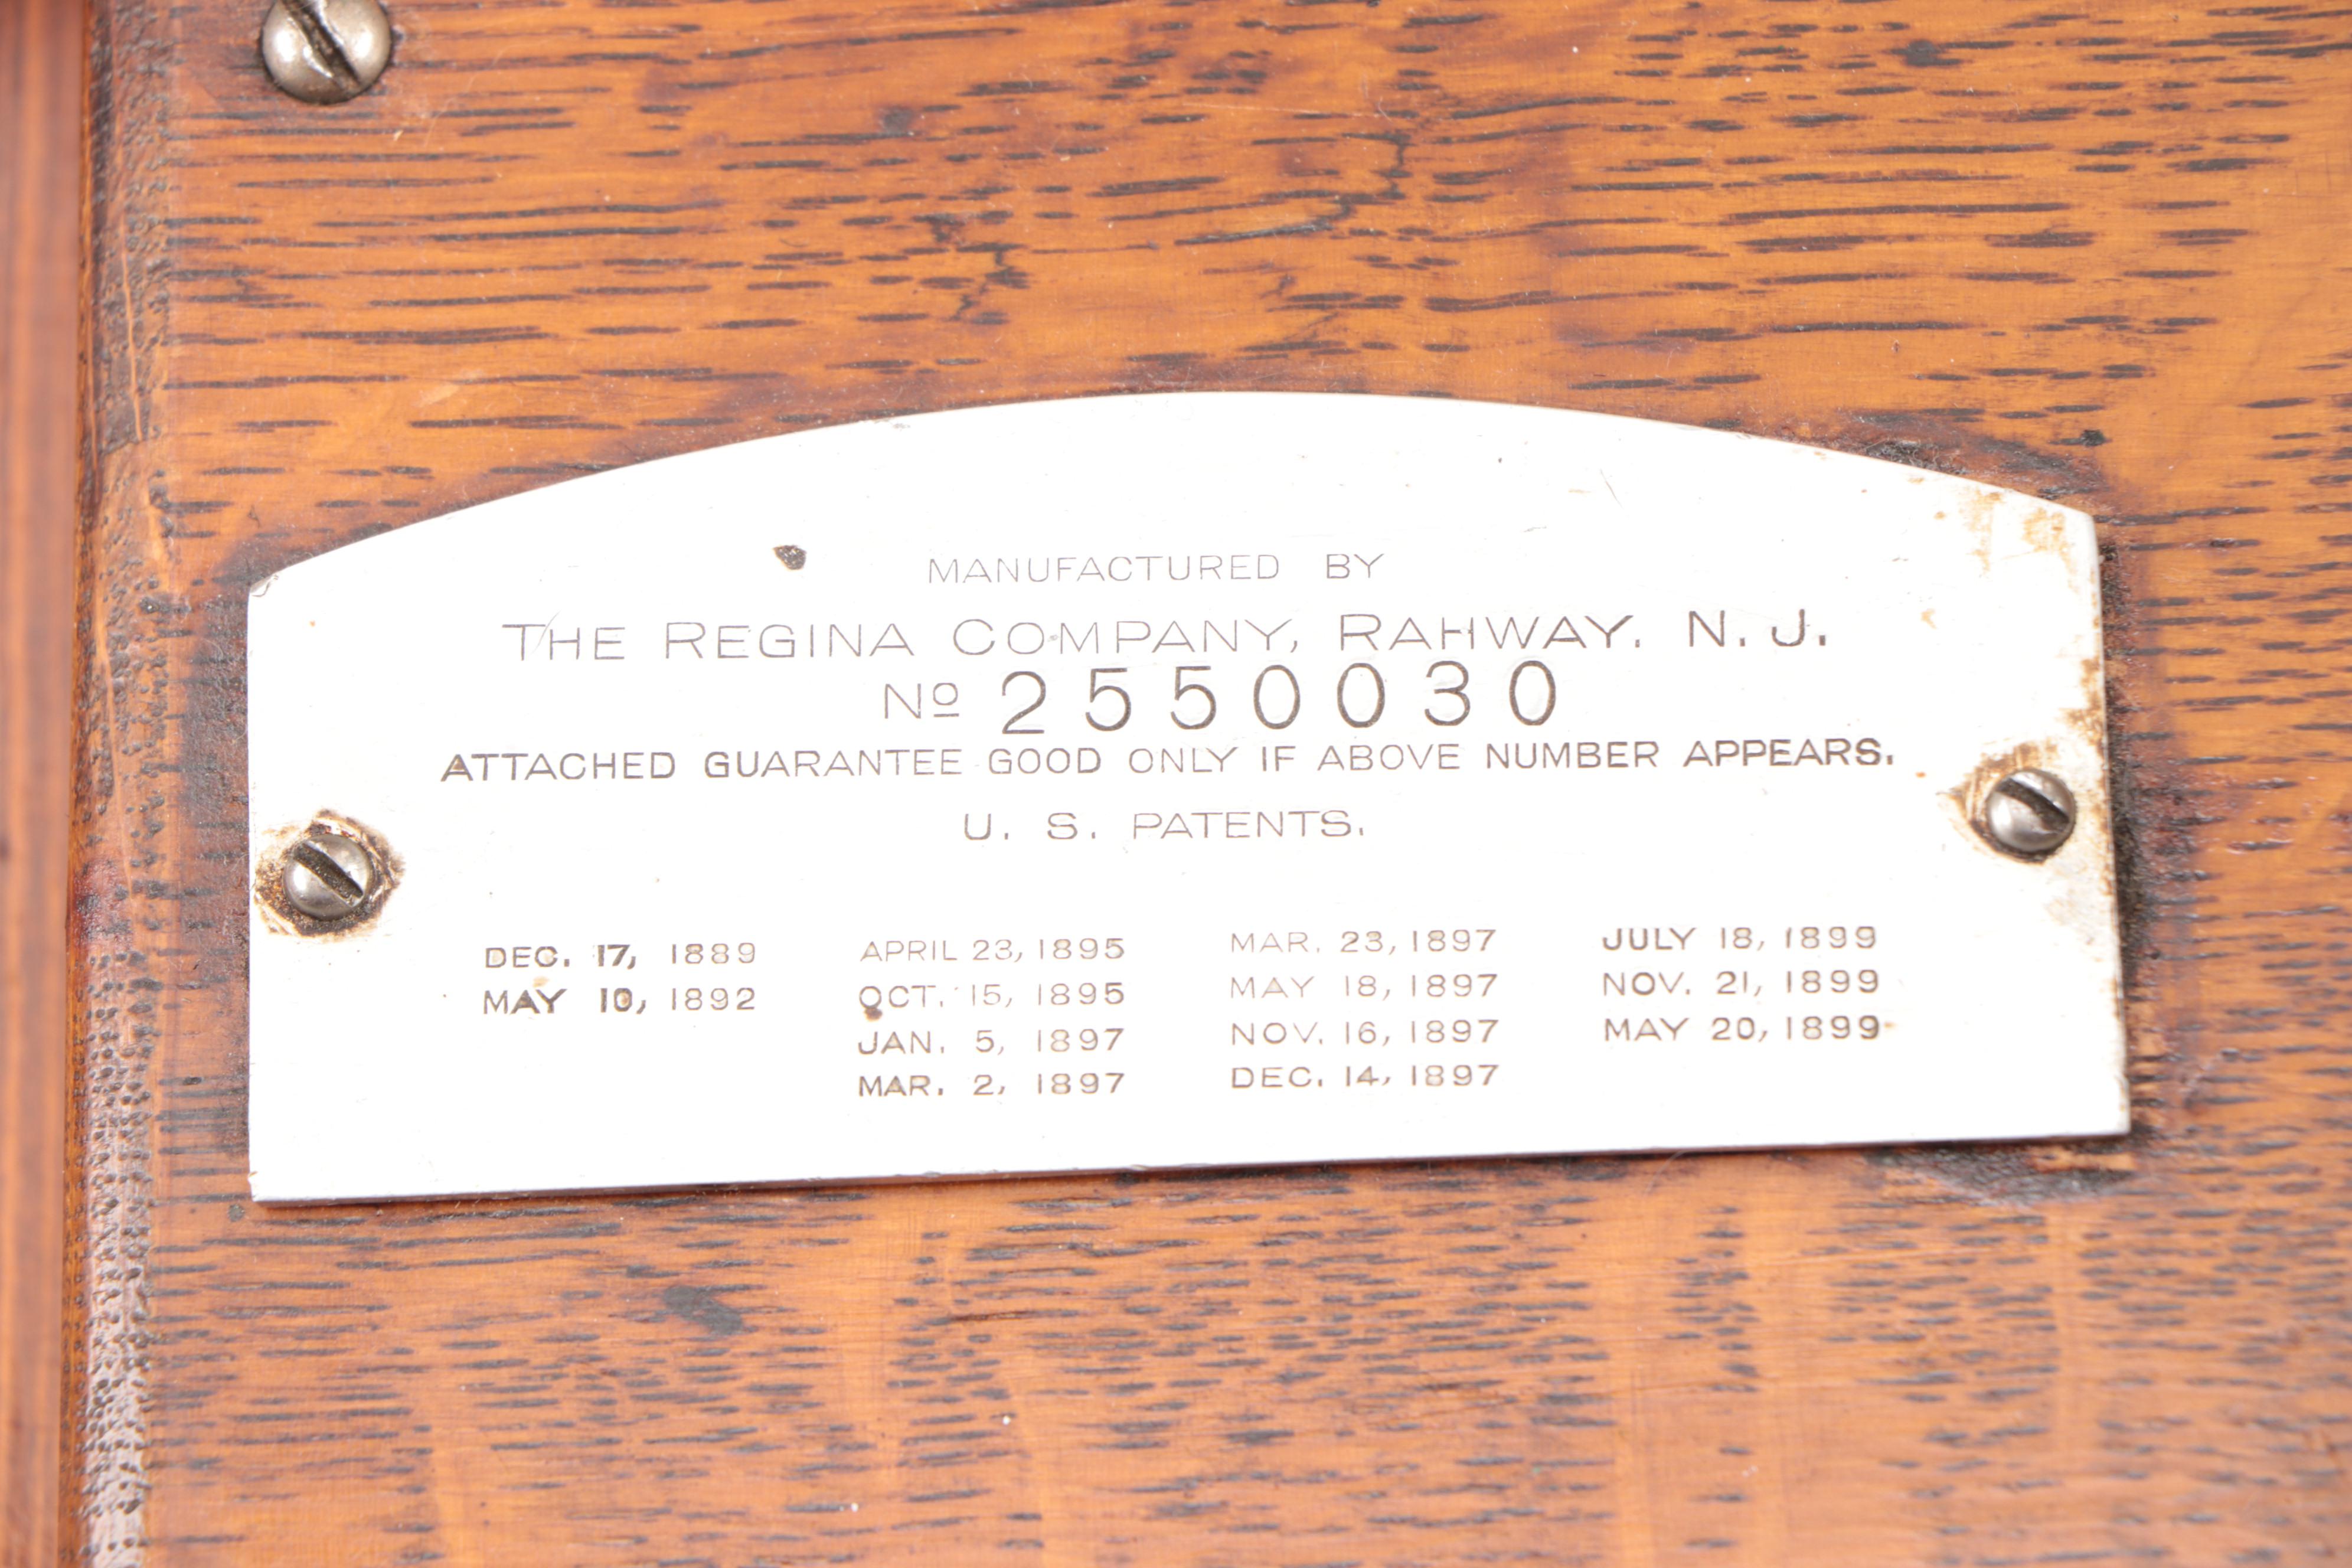 MANUFACTURED BY
THE REGINA COMPANY, RAHWAY. N. J.
Nº 2550030
ATTACHED GUARANTEE GOOD ONLY IF ABOVE NUMBER APPEARS.
U. S. PATENTS.
DEC. 17, 1889
MAY 10, 1892
APRIL 23, 1895
OCT. 15, 1895
JAN. 5, 1897
MAR. 2, 1897
MAR. 23, 1897
MAY 18, 1897
NOV. 16, 1897
DEC. 14, 1897
JULY 18, 1899
NOV. 21, 1899
MAY 20, 1899